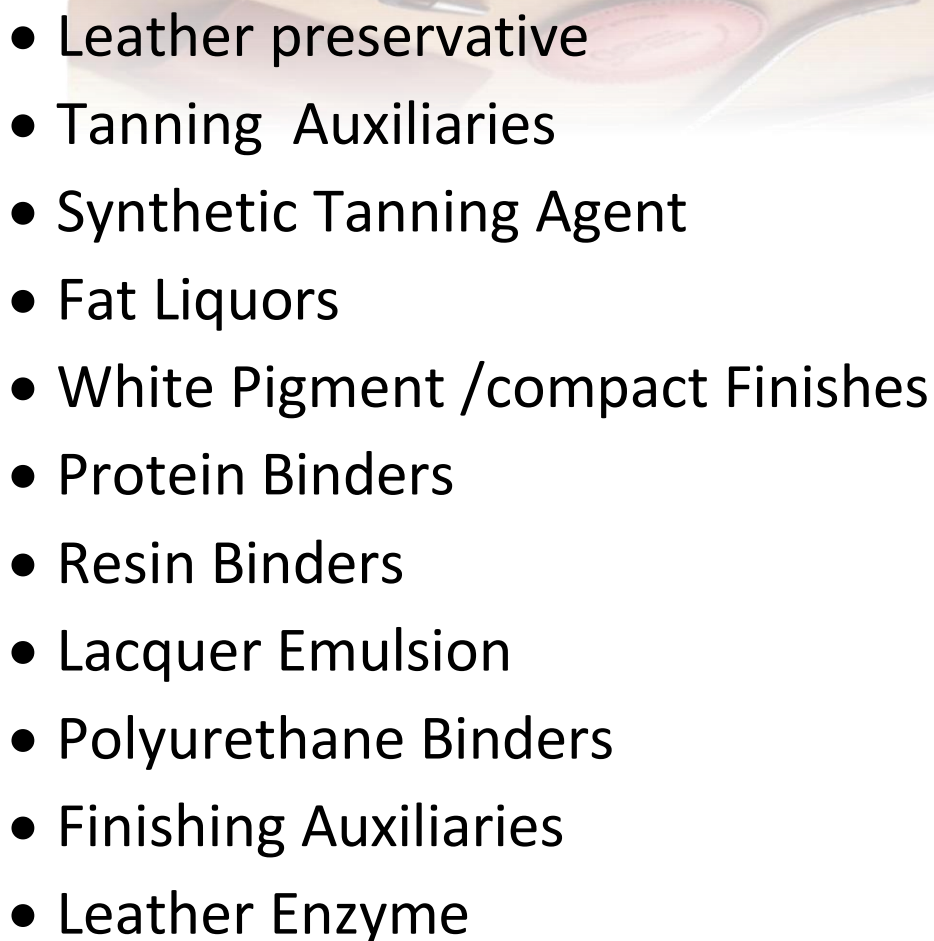 • Leather preservative
• Tanning  Auxiliaries
• Synthetic Tanning Agent
• Fat Liquors
• White Pigment /compact Finishes
• Protein Binders
• Resin Binders
• Lacquer Emulsion
• Polyurethane Binders
• Finishing Auxiliaries
• Leather Enzyme